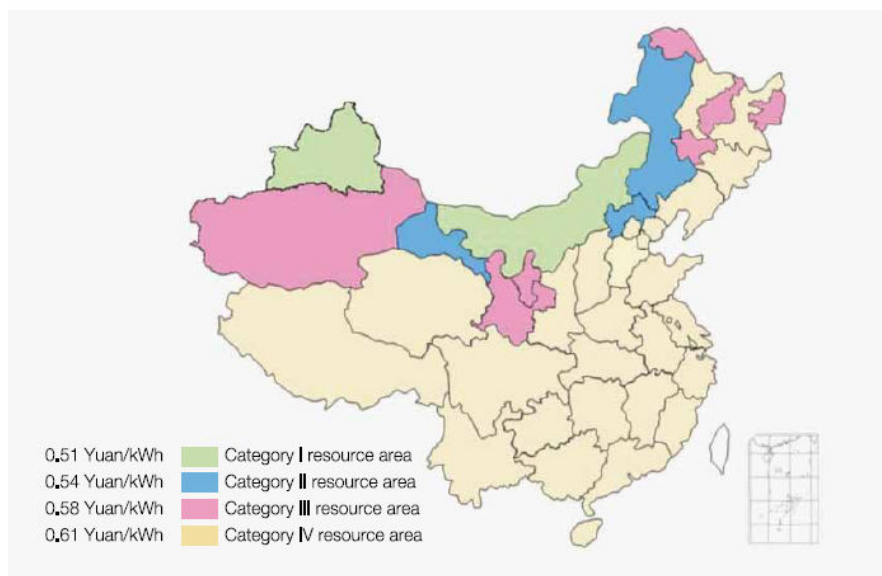 0.51 Yuan/kWh Category I resource area
0.54 Yuan/kWh Category II resource area
0.58 Yuan/kWh Category III resource area
0.61 Yuan/kWh Category IV resource area